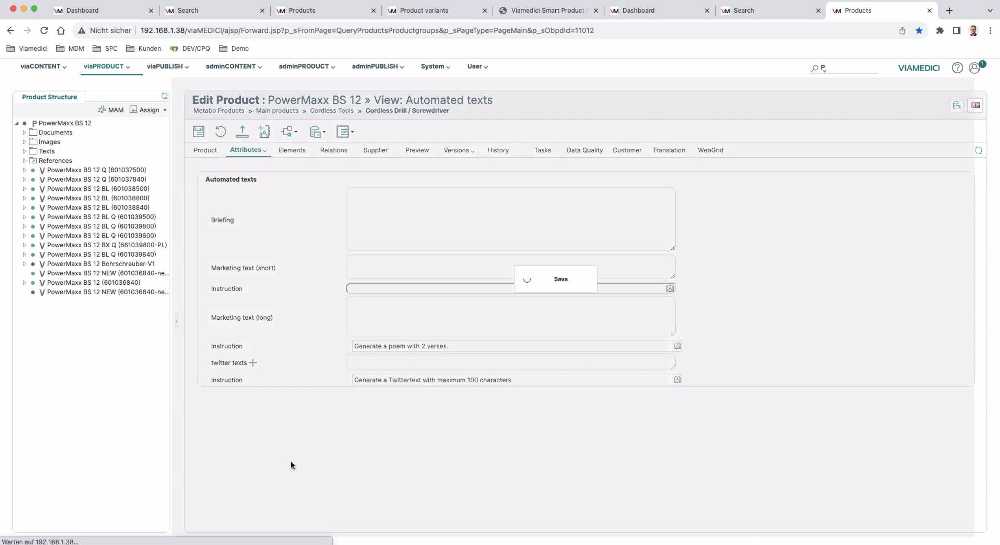 Dashboard
Search
Products
Product variants
Viamedici Smart Product
Dashboard
Search
Products
Nicht sicher
192.168.1.38/viaMEDICI/ajsp/Forward.jsp?p_sFromPage=QueryProductsProductgroups&p_sPageType=PageMain&p_sObpdId=11012
Viamedici
MDM
SPC
Kunden
DEV/CPQ
Demo
viaCONTENT
viaPRODUCT
viaPUBLISH
adminCONTENT
adminPRODUCT
adminPUBLISH
System
User
P
VIAMEDICI
1
Product Structure
MAM
Assign
P PowerMaxx BS 12
Documents
Images
Texts
References
V PowerMaxx BS 12 Q (601037500)
V PowerMaxx BS 12 Q (601037840)
V PowerMaxx BS 12 BL (601038500)
V PowerMaxx BS 12 BL (601038800)
V PowerMaxx BS 12 BL (601038840)
V PowerMaxx BS 12 BL Q (601039500)
V PowerMaxx BS 12 BL Q (601039800)
V PowerMaxx BS 12 BL Q (601039800)
V PowerMaxx BS 12 BX Q (661039800-PL)
V PowerMaxx BS 12 BL Q (601039840)
V PowerMaxx BS 12 Bohrschrauber-V1
V PowerMaxx BS 12 NEW (601036840-ne...
V PowerMaxx BS 12 (601036840)
V PowerMaxx BS 12 NEW (601036840-ne...
Edit Product : PowerMaxx BS 12 » View: Automated texts
Metabo Products » Main products » Cordless Tools » Cordless Drill / Screwdriver
Product
Attributes
Elements
Relations
Supplier
Preview
Versions
History
Tasks
Data Quality
Customer
Translation
WebGrid
Automated texts
Briefing
Marketing text (short)
Save
Instruction
Marketing text (long)
Instruction
Generate a poem with 2 verses.
twitter texts
Instruction
Generate a Twittertext with maximum 100 characters
Warten auf 192.168.1.38...